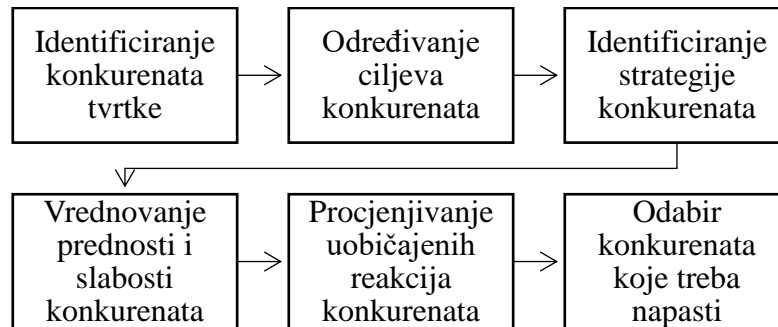 Identificiranje
konkurenata
tvrtke
Određivanje
ciljeva
konkurenata
Identificiranje
strategije
konkurenata
Vrednovanje
prednosti i
slabosti
konkurenata
Procjenjivanje
uobičajenih
reakcija
konkurenata
Odabir
konkurenata
koje treba
napasti